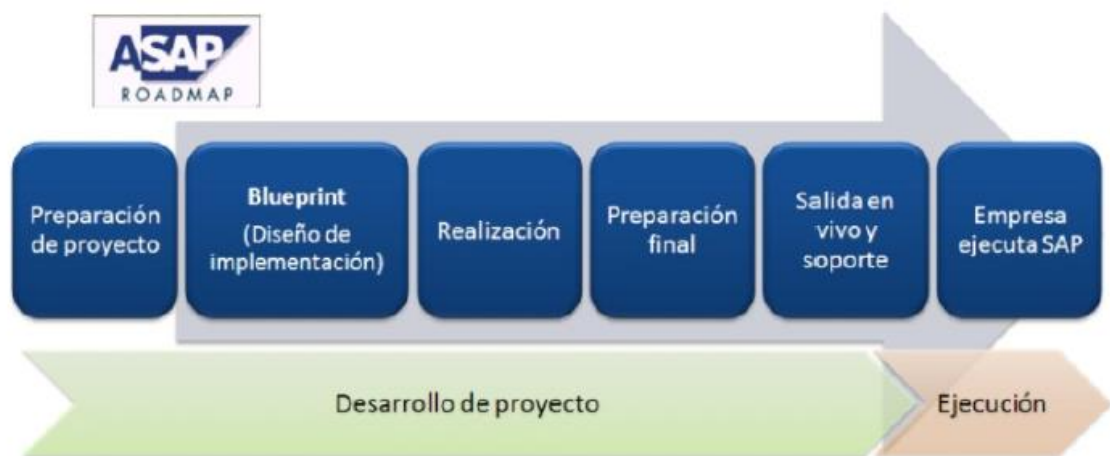 ASAP
ROADMAP
Preparación
de proyecto
Blueprint
(Diseño de
implementación)
Realización
Preparación
final
Salida en
vivo y
soporte
Empresa
ejecuta SAP
Desarrollo de proyecto
Ejecución